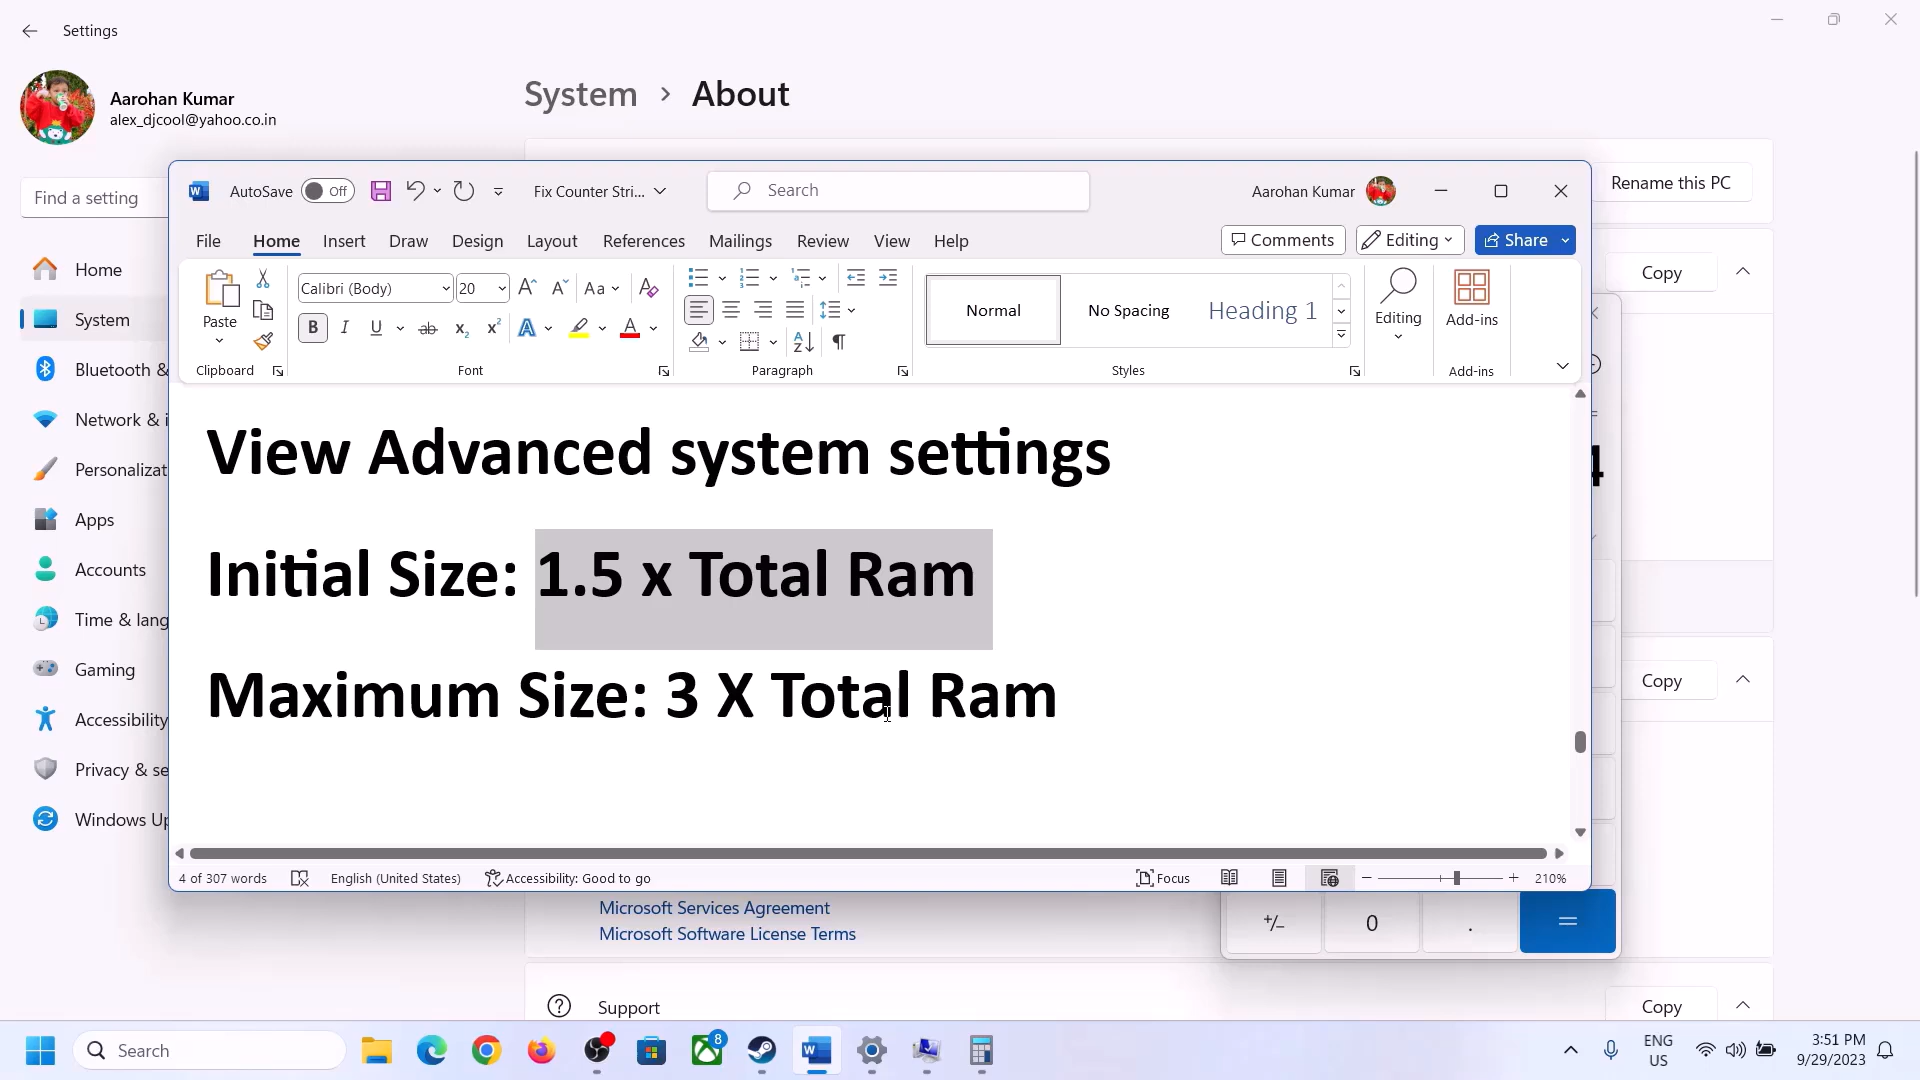 Settings
Aarohan Kumar
alex_djcool@yahoo.co.in
System > About
Find a setting
Rename this PC
Home
System
Bluetooth &
Network & i
Personalizat
Apps
Accounts
Time & lang
Gaming
Accessibility
Privacy & se
Windows Up
AutoSave Off
Fix Counter Stri...
Search
Aarohan Kumar
File Home Insert Draw Design Layout References Mailings Review View Help
Comments Editing Share
Copy
Paste
Calibri (Body) 20
Aa
B I U ab x₂ x² A A
Normal
No Spacing
Heading 1
Editing
Add-ins
Clipboard
Font
Paragraph
Styles
Add-ins
View Advanced system settings
Initial Size: 1.5 x Total Ram
Maximum Size: 3 X Total Ram
4
Copy
4 of 307 words
English (United States)
Accessibility: Good to go
Focus
210%
Microsoft Services Agreement
Microsoft Software License Terms
+/− 0 . =
Support
Copy
Search
8
ENG
US
3:51 PM
9/29/2023